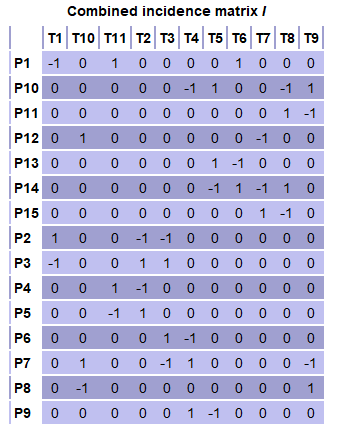 Combined incidence matrix I
T1 T10 T11 T2 T3 T4 T5 T6 T7 T8 T9
P1 -1 0 1 0 0 0 0 1 0 0 0
P10 0 0 0 0 0 -1 1 0 0 -1 1
P11 0 0 0 0 0 0 0 0 0 1 -1
P12 0 1 0 0 0 0 0 0 -1 0 0
P13 0 0 0 0 0 0 1 -1 0 0 0
P14 0 0 0 0 0 0 -1 1 -1 1 0
P15 0 0 0 0 0 0 0 0 1 -1 0
P2 1 0 0 -1 -1 0 0 0 0 0 0
P3 -1 0 0 1 1 0 0 0 0 0 0
P4 0 0 1 -1 0 0 0 0 0 0 0
P5 0 0 -1 1 0 0 0 0 0 0 0
P6 0 0 0 0 1 -1 0 0 0 0 0
P7 0 1 0 0 -1 1 0 0 0 0 -1
P8 0 -1 0 0 0 0 0 0 0 0 1
P9 0 0 0 0 0 1 -1 0 0 0 0